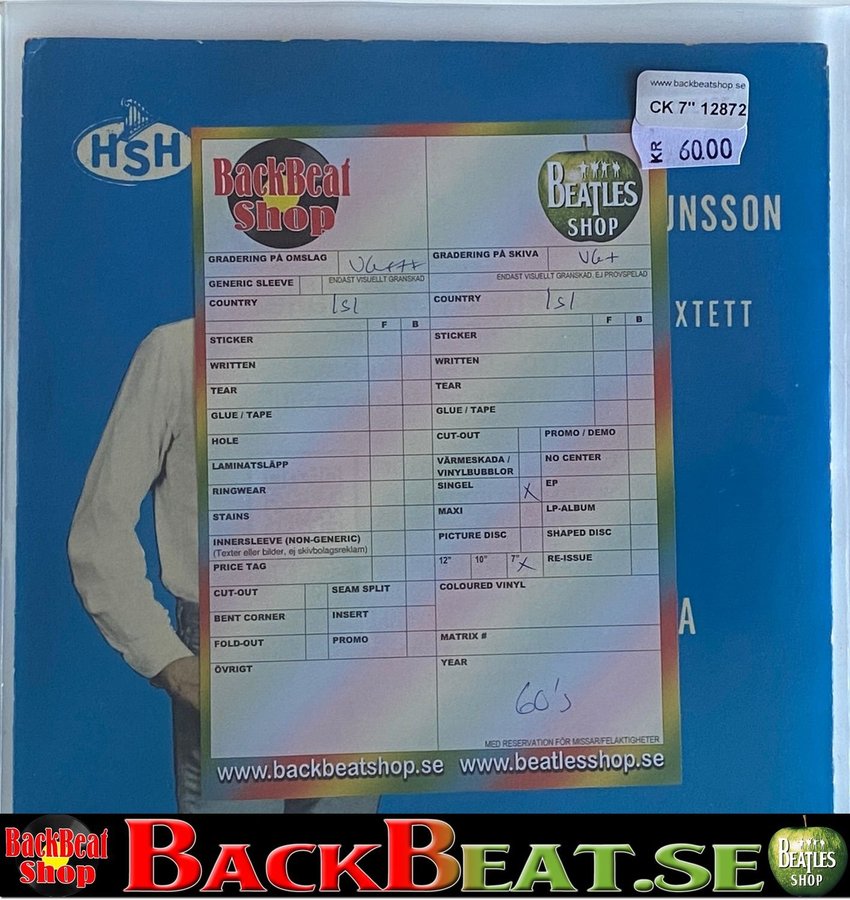 www.backbeatshop.se
CK 7" 12872
KR 60.00
HSH
BackBeat
Shop
BEATLES
SHOP
UNSSON
XTETT
A
GRADERING PÅ OMSLAG VG+++
GRADERING PÅ SKIVA VG+
GENERIC SLEEVE ENDAST VISUELLT GRANSKAD
ENDAST VISUELLT GRANSKAD, EJ PROVSPELAD
COUNTRY Isl
COUNTRY Isl
F B
F B
STICKER
STICKER
WRITTEN
WRITTEN
TEAR
TEAR
GLUE / TAPE
GLUE / TAPE
HOLE
CUT-OUT PROMO / DEMO
LAMINATSLÄPP
VÄRMESKADA / NO CENTER
VINYLBUBBLOR
RINGWEAR
SINGEL X EP
STAINS
MAXI LP-ALBUM
INNERSLEEVE (NON-GENERIC)
(Texter eller bilder, ej skivbolagsreklam)
PICTURE DISC SHAPED DISC
PRICE TAG
12" 10" 7" X RE-ISSUE
CUT-OUT SEAM SPLIT
COLOURED VINYL
BENT CORNER INSERT
FOLD-OUT PROMO
MATRIX #
ÖVRIGT
YEAR
60's
MED RESERVATION FÖR MISSAR/FELAKTIGHETER
www.backbeatshop.se www.beatlesshop.se
BackBeat
Shop
BACKBEAT.SE
BEATLES
SHOP